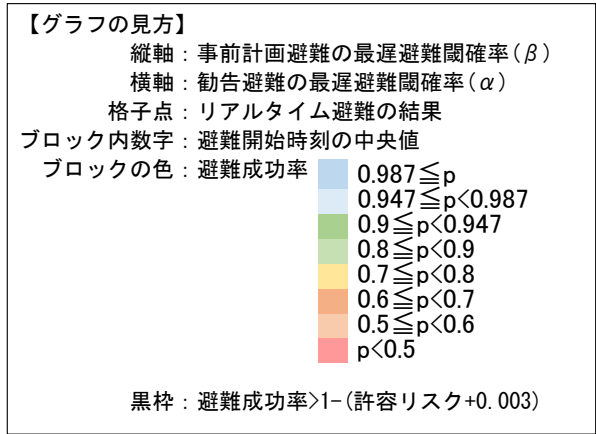 【グラフの見方】
縦軸：事前計画避難の最遅避難閾確率(β)
横軸：勧告避難の最遅避難閾確率(α)
格子点：リアルタイム避難の結果
ブロック内数字：避難開始時刻の中央値
ブロックの色：避難成功率
0.987≦p
0.947≦p<0.987
0.9≦p<0.947
0.8≦p<0.9
0.7≦p<0.8
0.6≦p<0.7
0.5≦p<0.6
p<0.5
黒枠：避難成功率>1-(許容リスク+0.003)